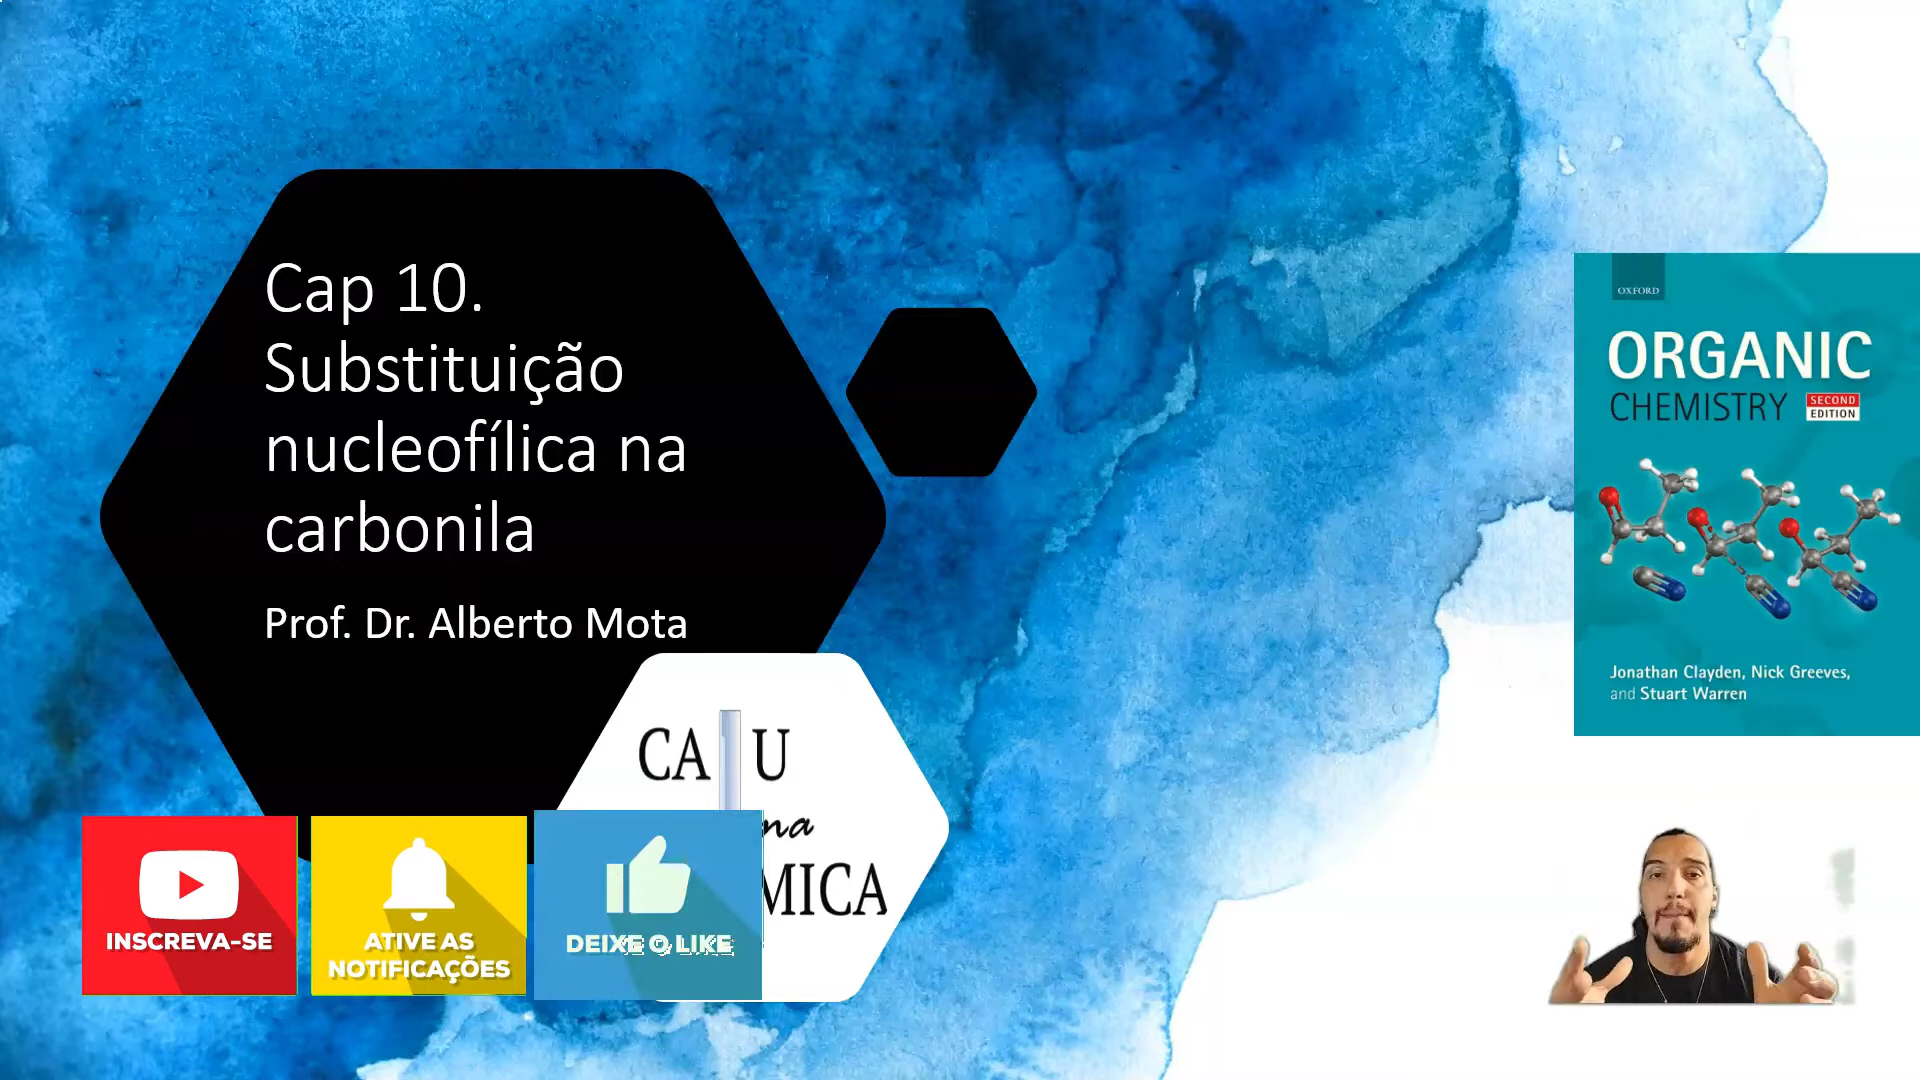 Cap 10.
Substituição
nucleofílica na
carbonila
Prof. Dr. Alberto Mota
CA U
na
MICA
INSCREVA-SE
ATIVE AS
NOTIFICAÇÕES
DEIXE O LIKE
OXFORD
ORGANIC
CHEMISTRY
SECOND
EDITION
Jonathan Clayden, Nick Greeves,
and Stuart Warren